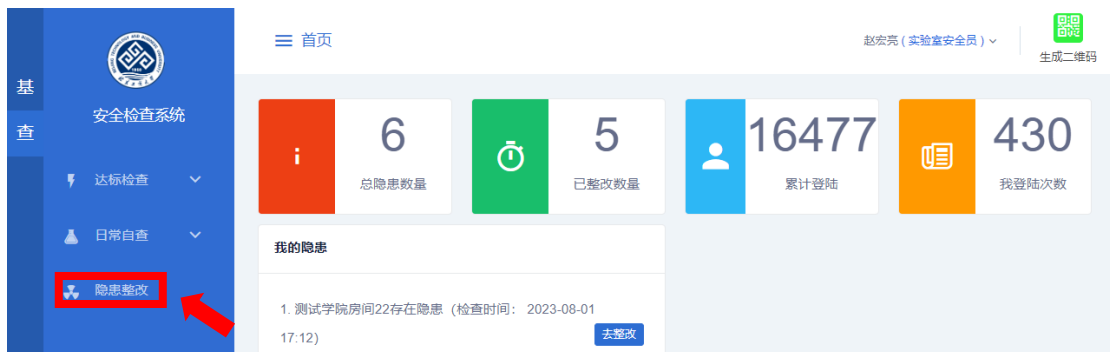 基
查
安全检查系统
达标检查
日常自查
隐患整改
首页
赵宏亮 ( 实验室安全员 )
生成二维码
6
总隐患数量
5
已整改数量
16477
累计登陆
430
我登陆次数
我的隐患
1. 测试学院房间22存在隐患（检查时间： 2023-08-01
17:12)
去整改